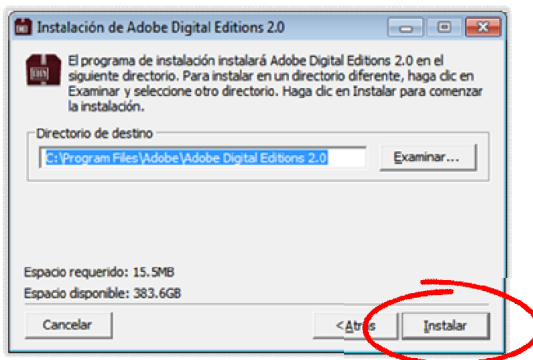 Instalación de Adobe Digital Editions 2.0
El programa de instalación instalará Adobe Digital Editions 2.0 en el
siguiente directorio. Para instalar en un directorio diferente, haga clic en
Examinar y seleccione otro directorio. Haga clic en Instalar para comenzar
la instalación.
Directorio de destino
C:\Program Files\Adobe\Adobe Digital Editions 2.0
Examinar...
Espacio requerido: 15.5MB
Espacio disponible: 383.6GB
Cancelar
< Atrás
Instalar